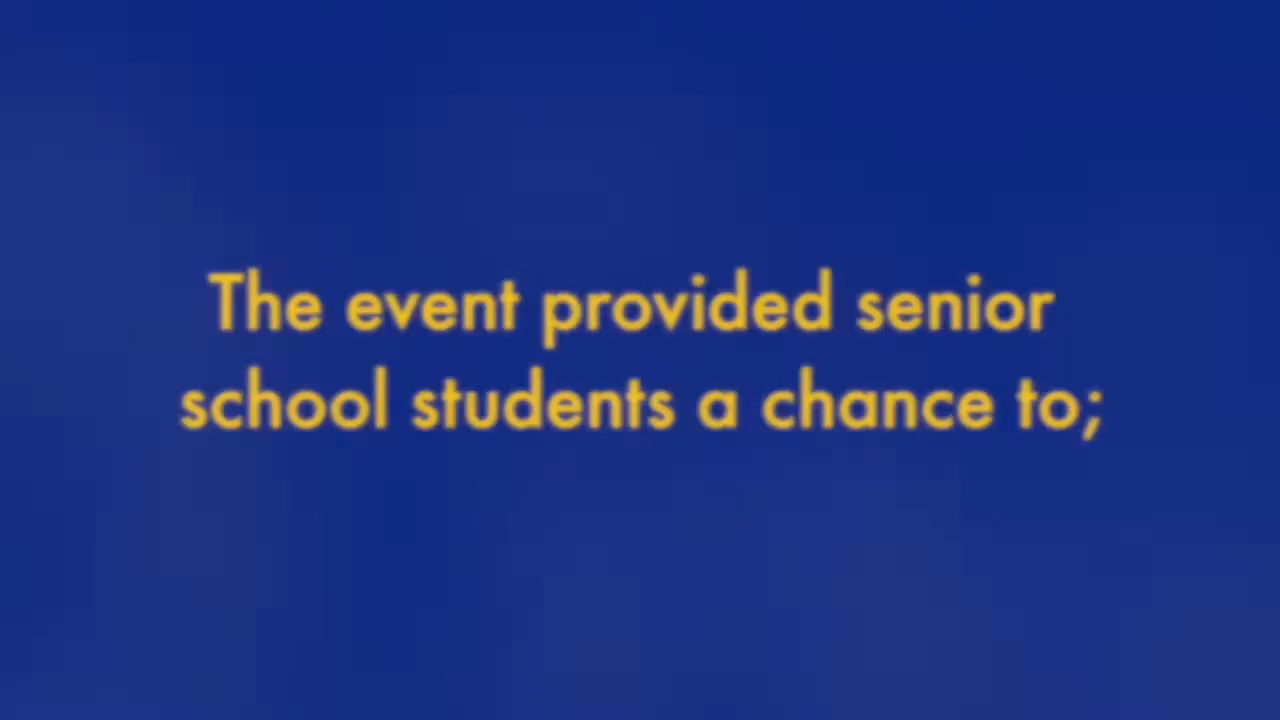 The event provided senior
school students a chance to;